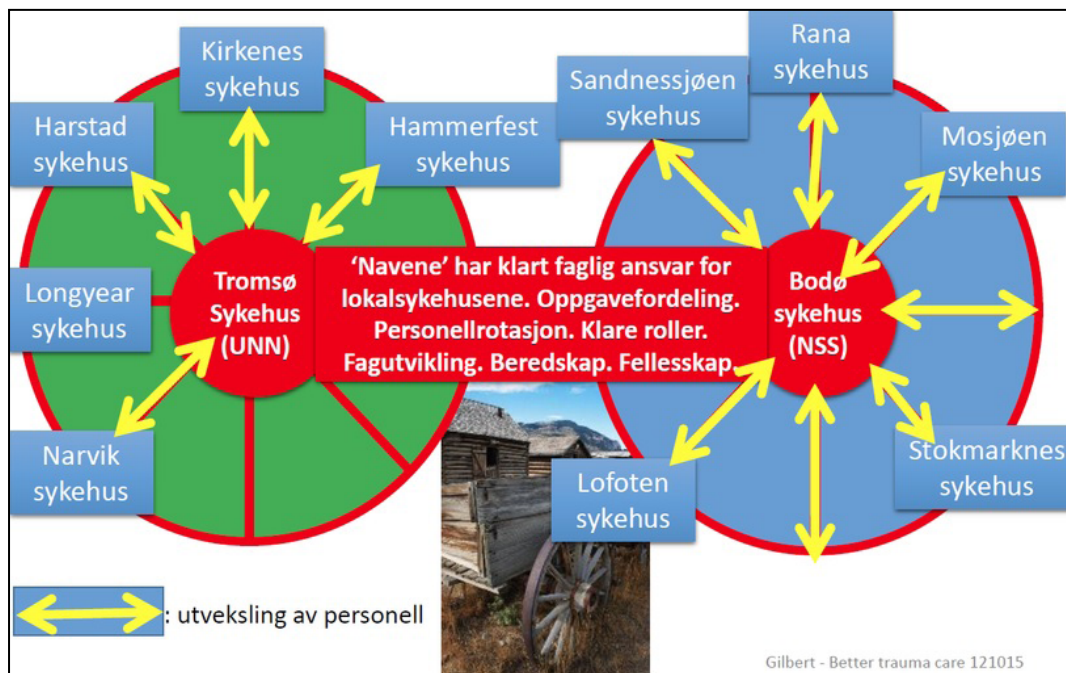 Kirkenes
sykehus
Harstad
sykehus
Hammerfest
sykehus
Longyear
sykehus
Narvik
sykehus
Tromsø
Sykehus
(UNN)
‘Navene’ har klart faglig ansvar for
lokalsykehusene. Oppgavefordeling.
Personellrotasjon. Klare roller.
Fagutvikling. Beredskap. Fellesskap.
Rana
sykehus
Sandnessjøen
sykehus
Mosjøen
sykehus
Bodø
sykehus
(NSS)
Lofoten
sykehus
Stokmarknes
sykehus
: utveksling av personell
Gilbert - Better trauma care 121015